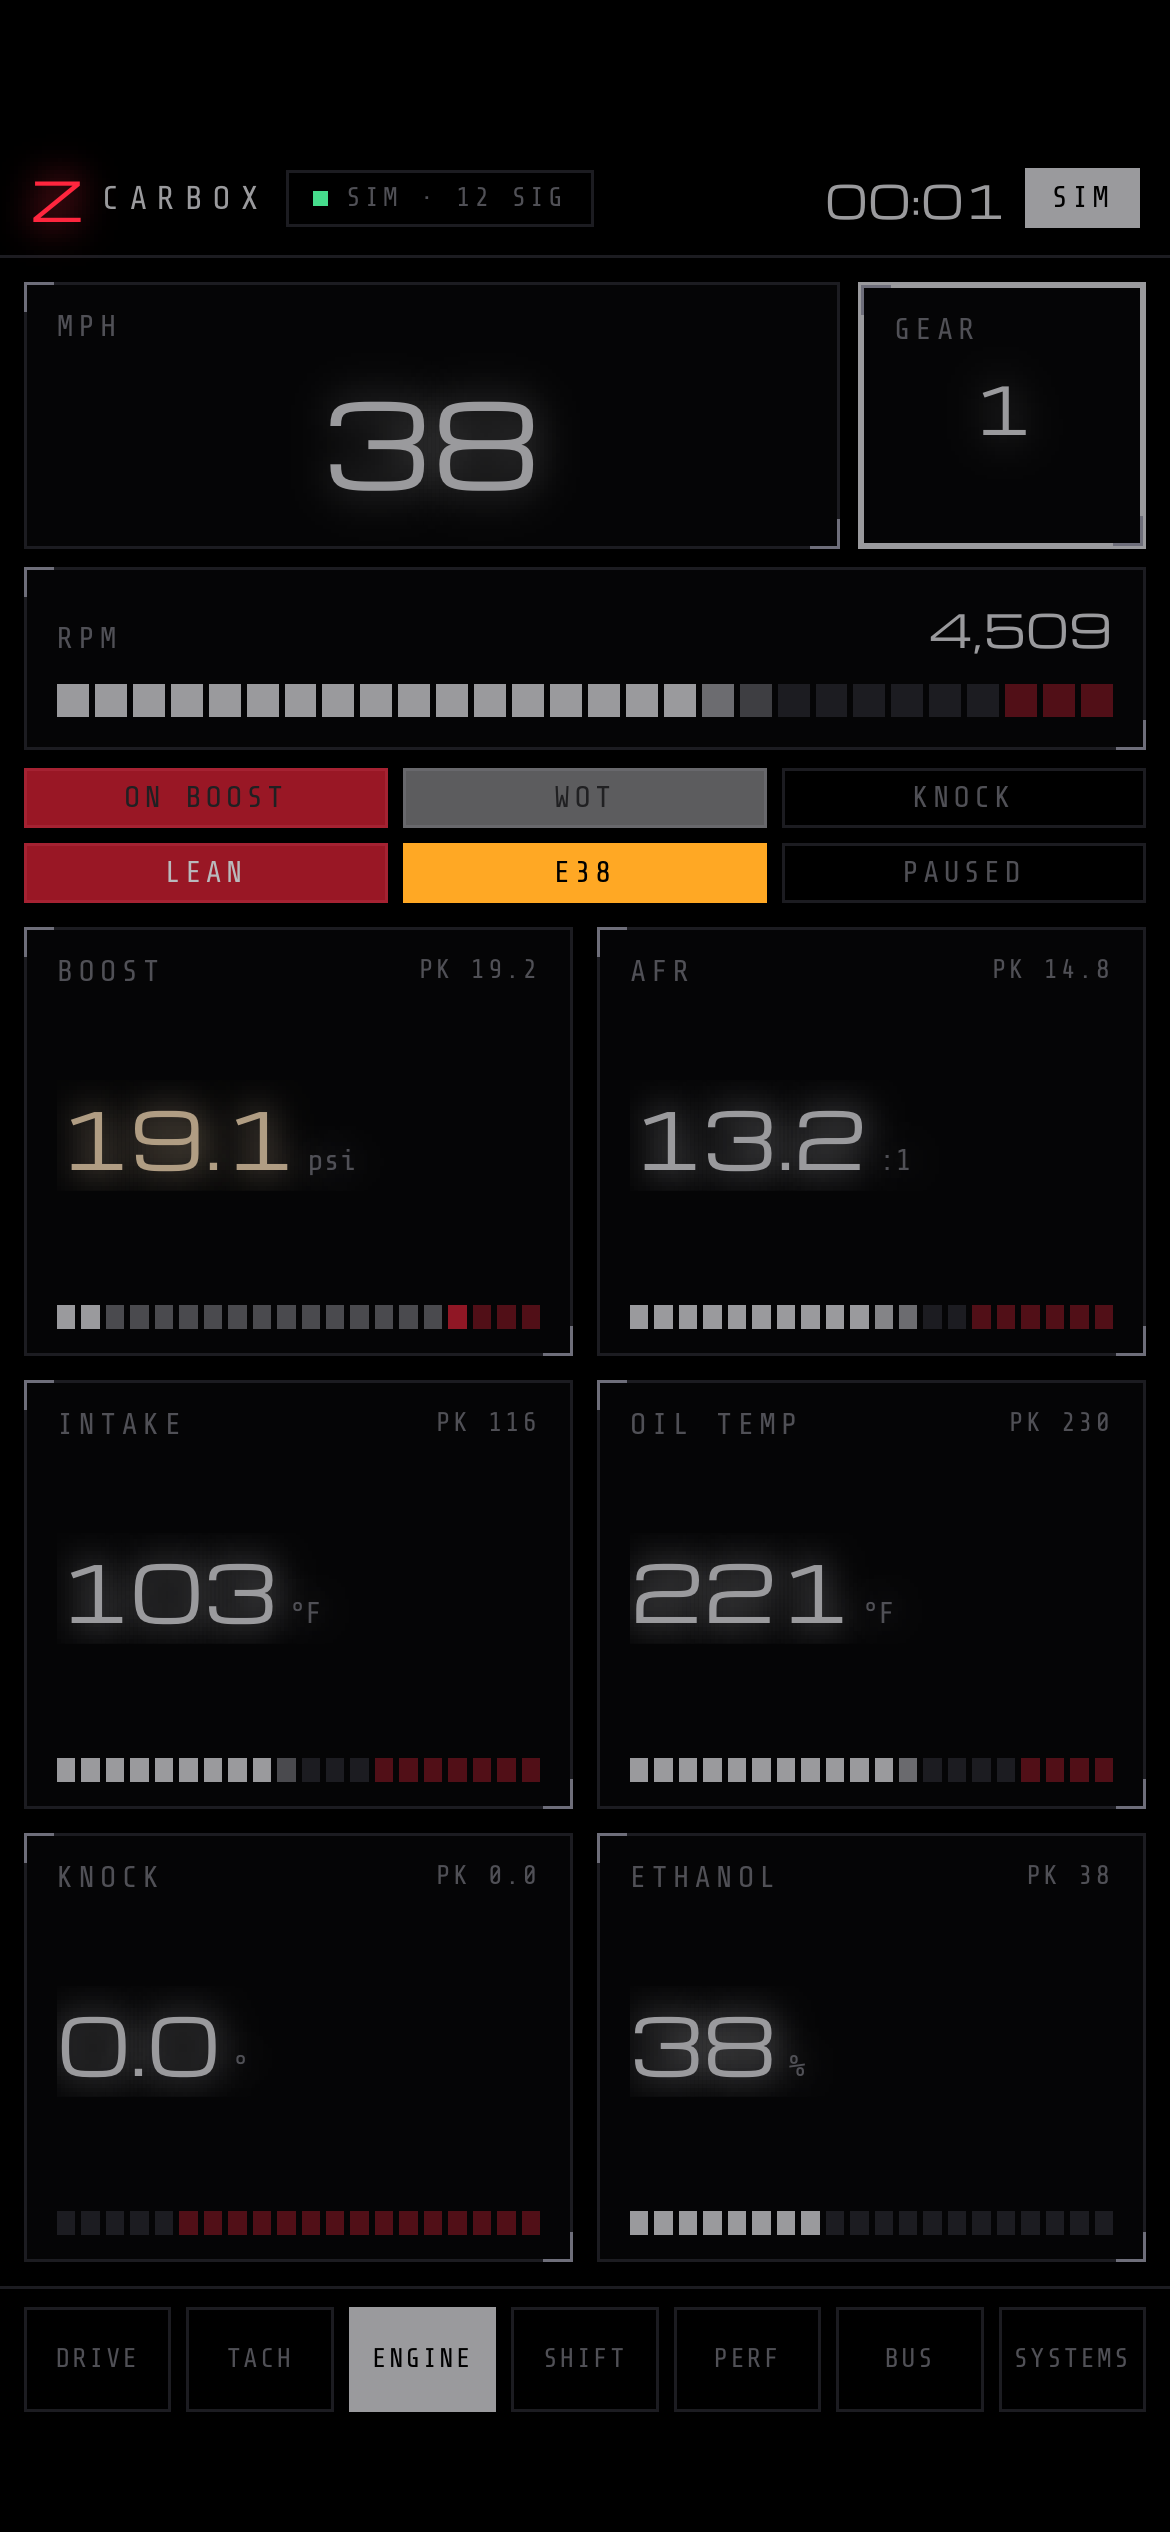 Z CARBOX SIM · 12 SIG 00:01 SIM
MPH
38
GEAR
1
RPM 4,509
ON BOOST WOT KNOCK
LEAN E38 PAUSED
BOOST PK 19.2
19.1 psi
AFR PK 14.8
13.2 :1
INTAKE PK 116
103 °F
OIL TEMP PK 230
221 °F
KNOCK PK 0.0
0.0 °
ETHANOL PK 38
38 %
DRIVE TACH ENGINE SHIFT PERF BUS SYSTEMS